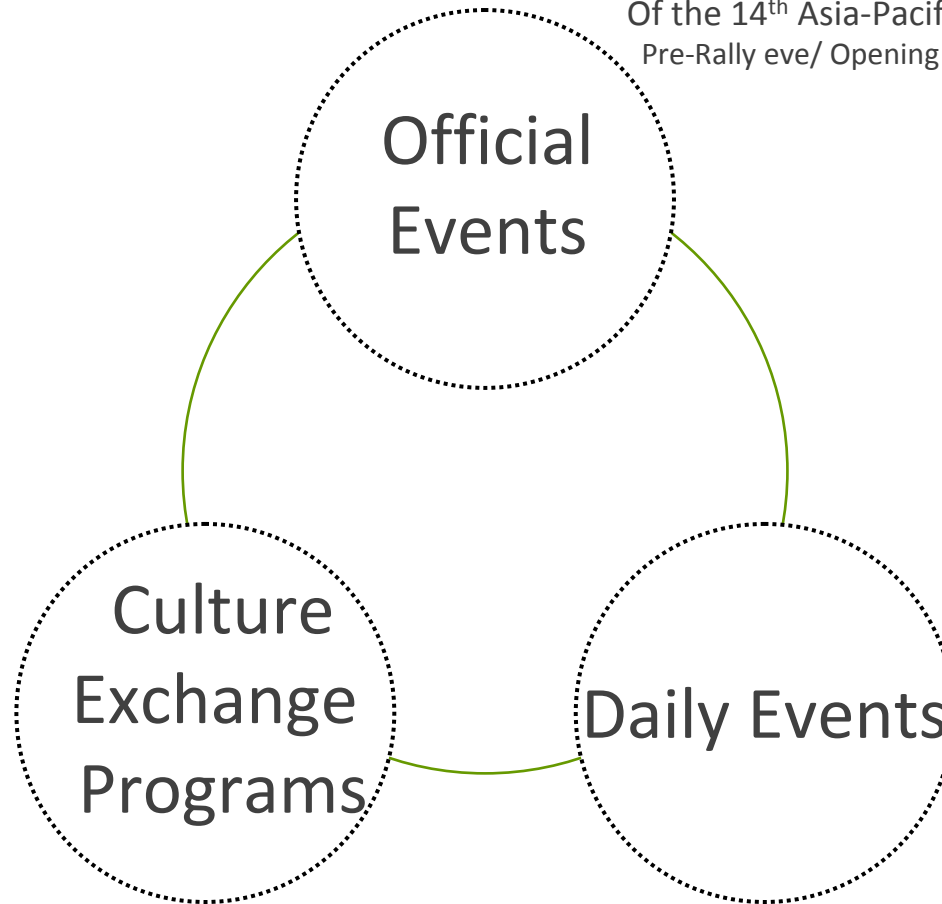 Of the 14th Asia-Pacif
Pre-Rally eve/ Opening
Official
Events
Culture
Exchange
Programs
Daily Events